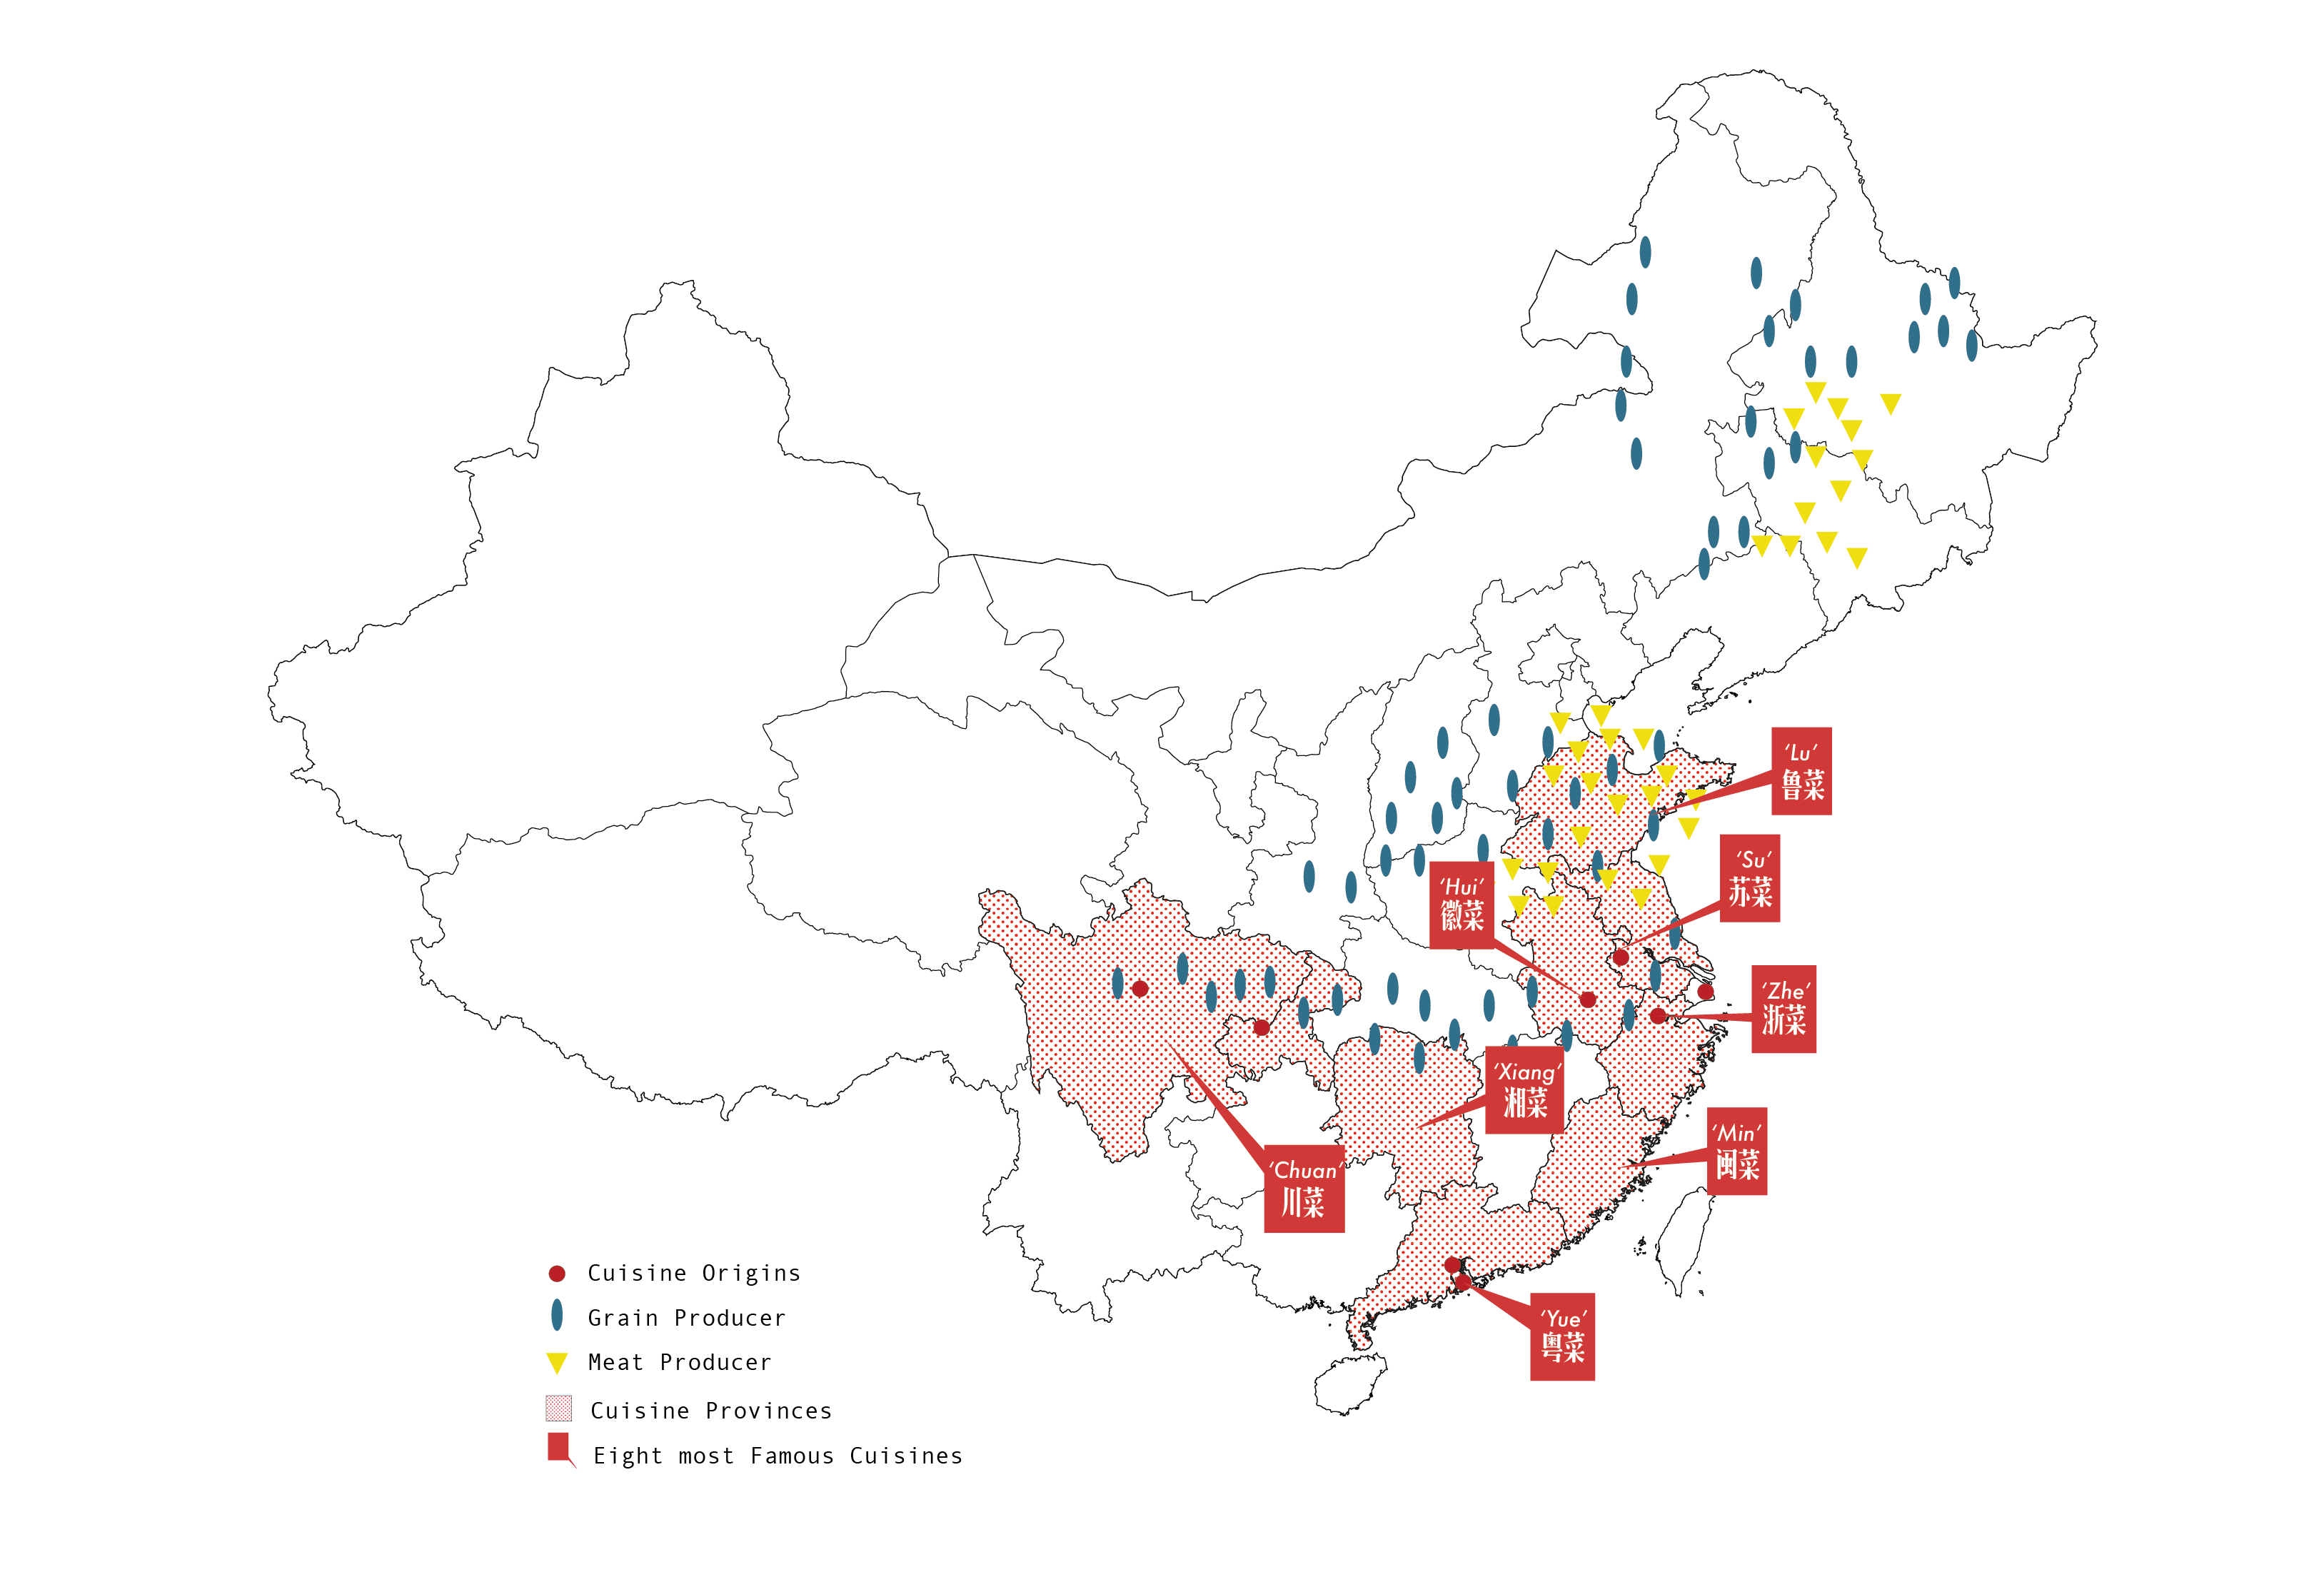 ‘Lu’
鲁菜
‘Su’
苏菜
‘Hui’
徽菜
‘Zhe’
浙菜
‘Xiang’
湘菜
‘Min’
闽菜
‘Chuan’
川菜
‘Yue’
粤菜
Cuisine Origins
Grain Producer
Meat Producer
Cuisine Provinces
Eight most Famous Cuisines